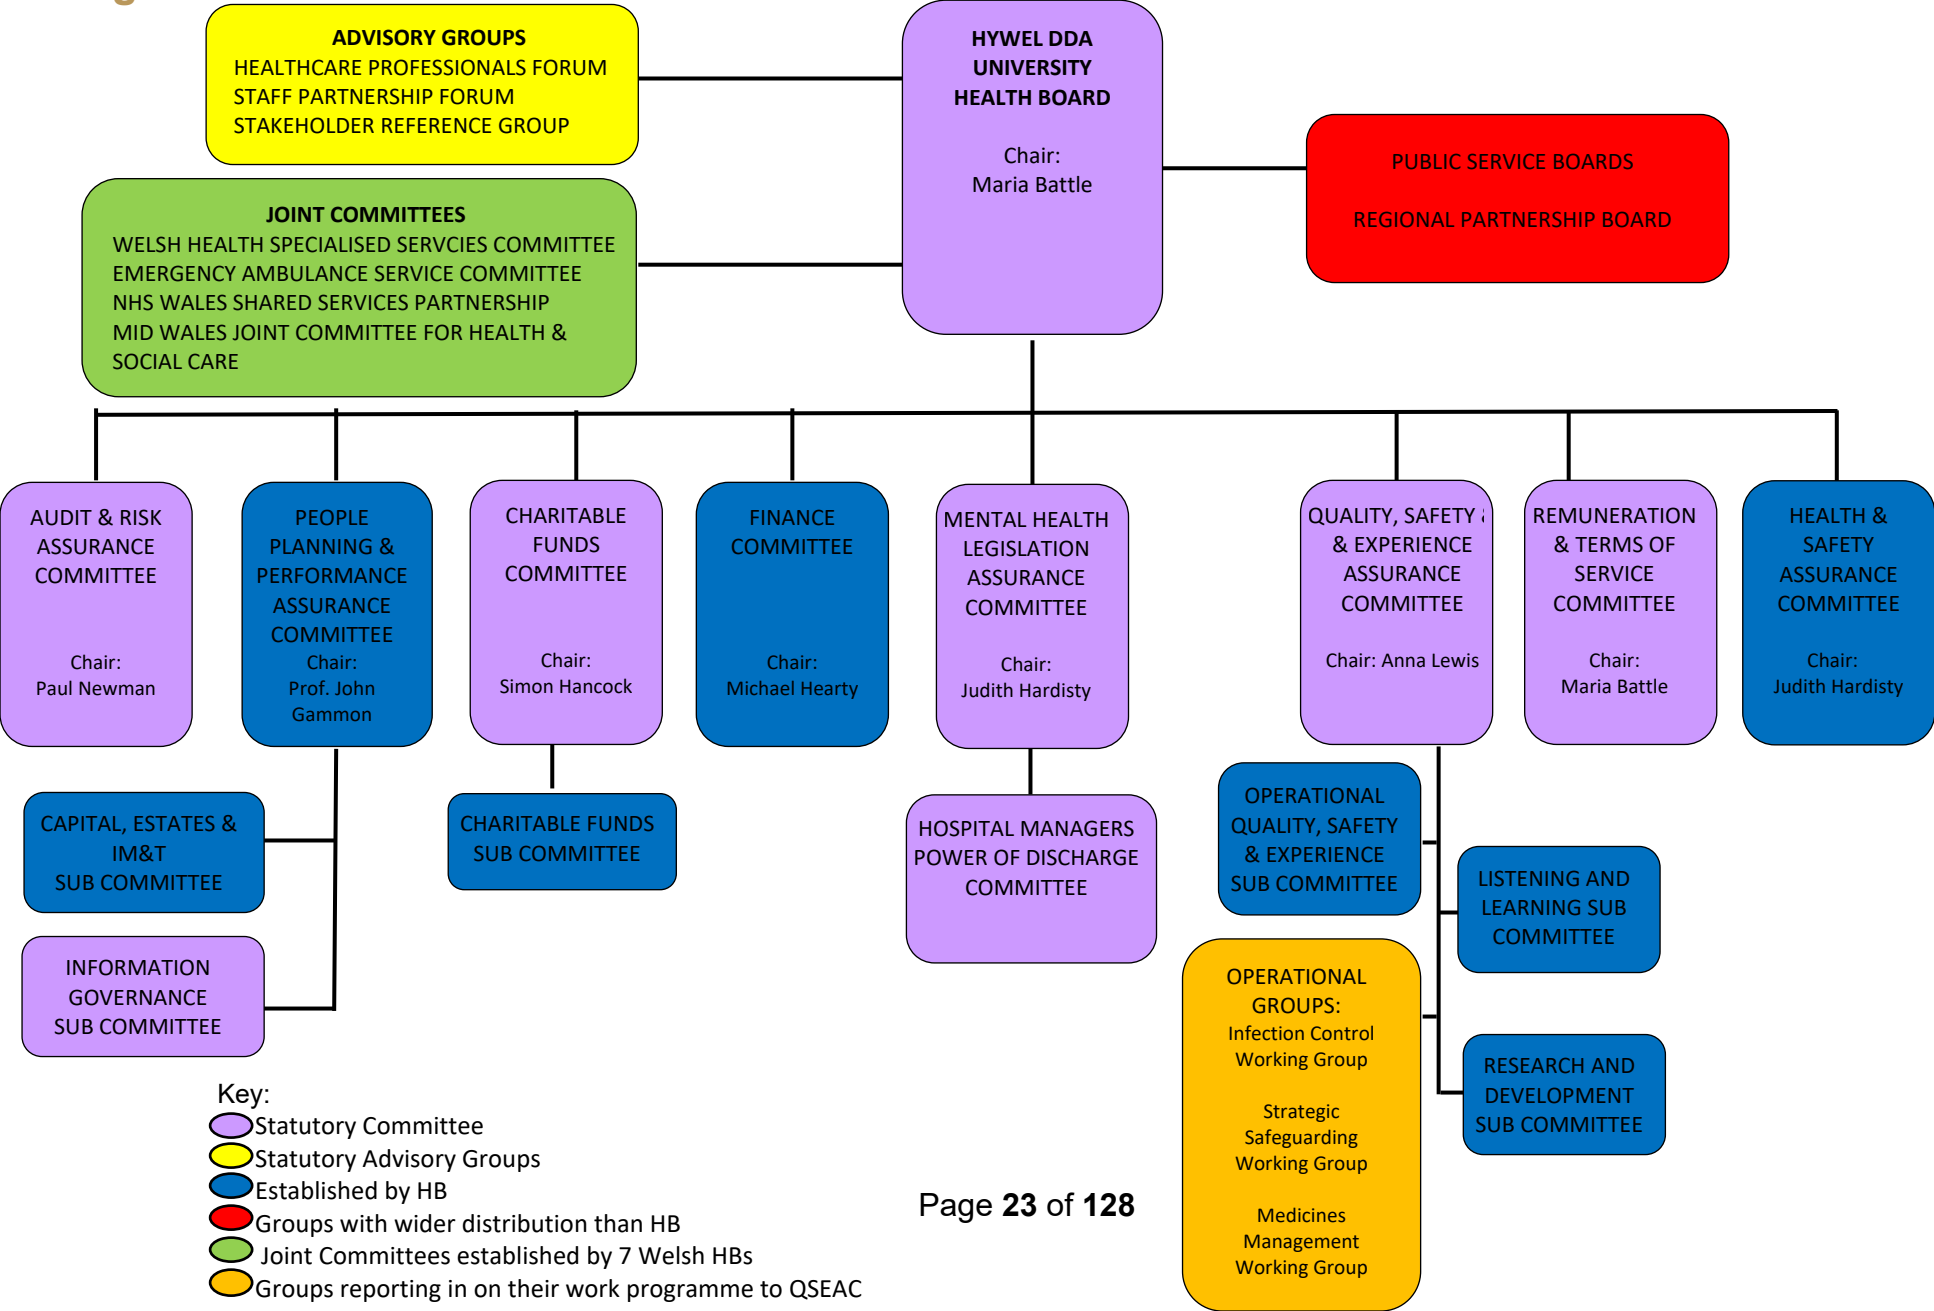 ADVISORY GROUPS
HEALTHCARE PROFESSIONALS FORUM
STAFF PARTNERSHIP FORUM
STAKEHOLDER REFERENCE GROUP
HYWEL DDA
UNIVERSITY
HEALTH BOARD
Chair:
Maria Battle
PUBLIC SERVICE BOARDS
REGIONAL PARTNERSHIP BOARD
JOINT COMMITTEES
WELSH HEALTH SPECIALISED SERVCIES COMMITTEE
EMERGENCY AMBULANCE SERVICE COMMITTEE
NHS WALES SHARED SERVICES PARTNERSHIP
MID WALES JOINT COMMITTEE FOR HEALTH &
SOCIAL CARE
AUDIT & RISK
ASSURANCE
COMMITTEE
Chair:
Paul Newman
PEOPLE
PLANNING &
PERFORMANCE
ASSURANCE
COMMITTEE
Chair:
Prof. John
Gammon
CHARITABLE
FUNDS
COMMITTEE
Chair:
Simon Hancock
FINANCE
COMMITTEE
Chair:
Michael Hearty
MENTAL HEALTH
LEGISLATION
ASSURANCE
COMMITTEE
Chair:
Judith Hardisty
QUALITY, SAFETY
& EXPERIENCE
ASSURANCE
COMMITTEE
Chair: Anna Lewis
REMUNERATION
& TERMS OF
SERVICE
COMMITTEE
Chair:
Maria Battle
HEALTH &
SAFETY
ASSURANCE
COMMITTEE
Chair:
Judith Hardisty
CAPITAL, ESTATES &
IM&T
SUB COMMITTEE
INFORMATION
GOVERNANCE
SUB COMMITTEE
CHARITABLE FUNDS
SUB COMMITTEE
HOSPITAL MANAGERS
POWER OF DISCHARGE
COMMITTEE
OPERATIONAL
QUALITY, SAFETY
& EXPERIENCE
SUB COMMITTEE
LISTENING AND
LEARNING SUB
COMMITTEE
OPERATIONAL
GROUPS:
Infection Control
Working Group
Strategic
Safeguarding
Working Group
Medicines
Management
Working Group
RESEARCH AND
DEVELOPMENT
SUB COMMITTEE
Key:
Statutory Committee
Statutory Advisory Groups
Established by HB
Groups with wider distribution than HB
Joint Committees established by 7 Welsh HBs
Groups reporting in on their work programme to QSEAC
Page 23 of 128